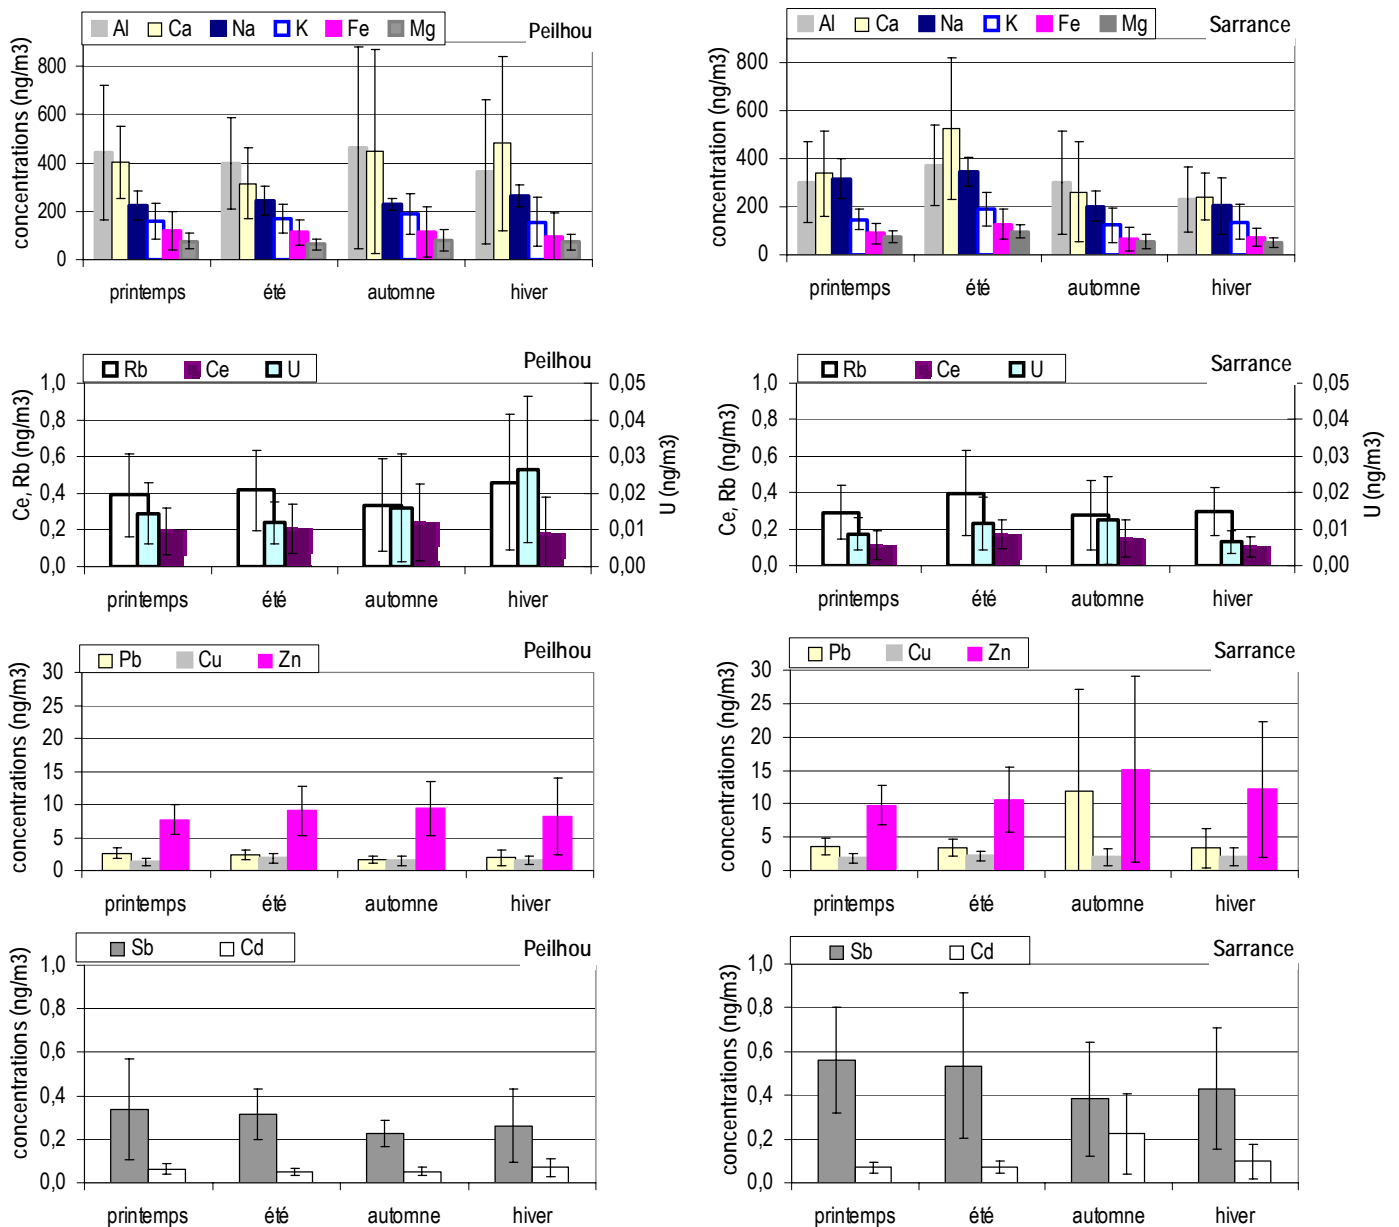 Al Ca Na K Fe Mg Peilhou
concentrations (ng/m3)
800
600
400
200
0
printemps été automne hiver
Al Ca Na K Fe Mg Sarrance
concentration (ng/m3)
800
600
400
200
0
printemps été automne hiver
Rb Ce U Peilhou
Ce, Rb (ng/m3)
1,0
0,8
0,6
0,4
0,2
0,0
U (ng/m3)
0,05
0,04
0,03
0,02
0,01
0,00
printemps été automne hiver
Rb Ce U Sarrance
Ce, Rb (ng/m3)
1,0
0,8
0,6
0,4
0,2
0,0
U (ng/m3)
0,05
0,04
0,03
0,02
0,01
0,00
printemps été automne hiver
Pb Cu Zn Peilhou
concentrations (ng/m3)
30
25
20
15
10
5
0
printemps été automne hiver
Pb Cu Zn Sarrance
concentrations (ng/m3)
30
25
20
15
10
5
0
printemps été automne hiver
Sb Cd Peilhou
concentrations (ng/m3)
1,0
0,8
0,6
0,4
0,2
0,0
printemps été automne hiver
Sb Cd Sarrance
concentrations (ng/m3)
1,0
0,8
0,6
0,4
0,2
0,0
printemps été automne hiver